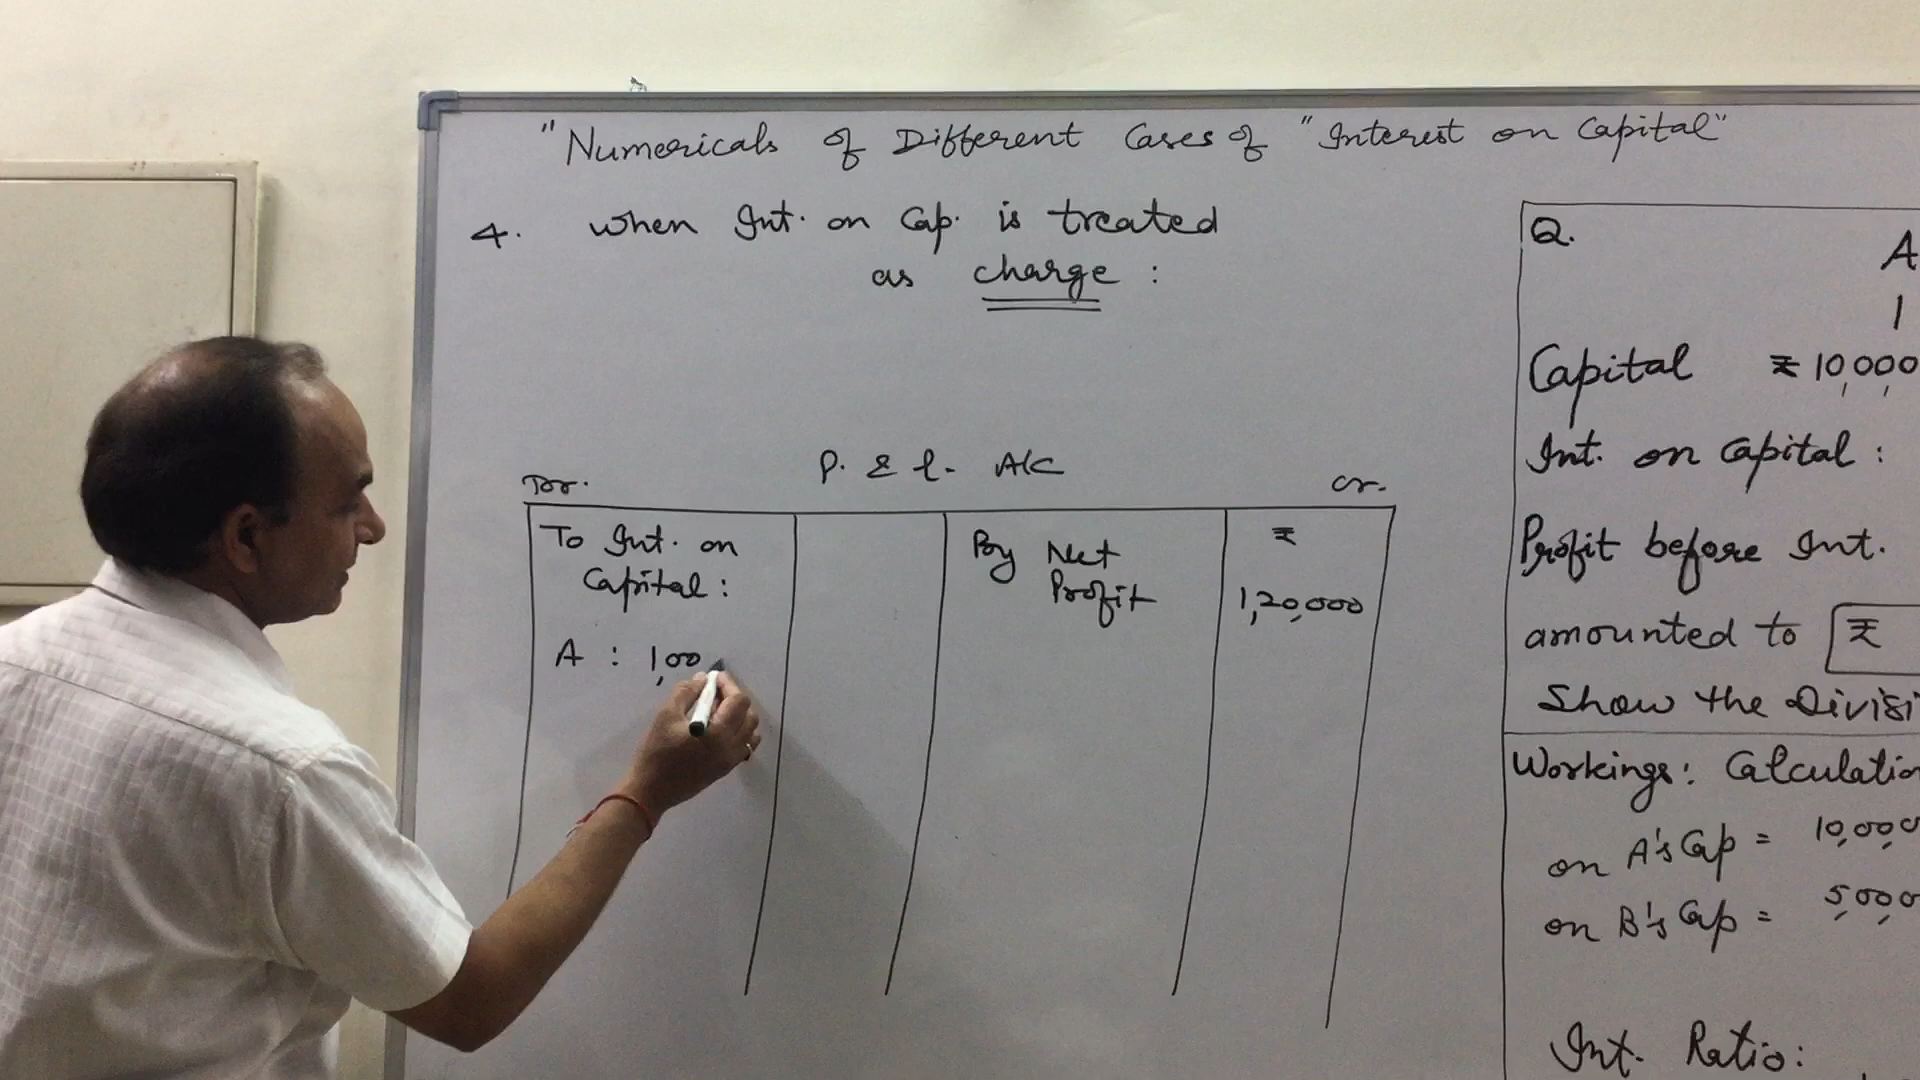 "Numericals of Different Cases of "Interest on Capital"
4. when Int. on Cap. is treated
as charge :
P. & L. A/C
Dr.
Cr.
To Int. on
Capital :
A : 1,00
By Net
Profit
₹
1,20,000
Q.
A
1
Capital ₹ 10,000
Int. on Capital :
Profit before Int.
amounted to ₹
Show the Divisi
Workings: Calculation
on A's Cap = 10,000
on B's Cap = 5,000
Int. Ratio: